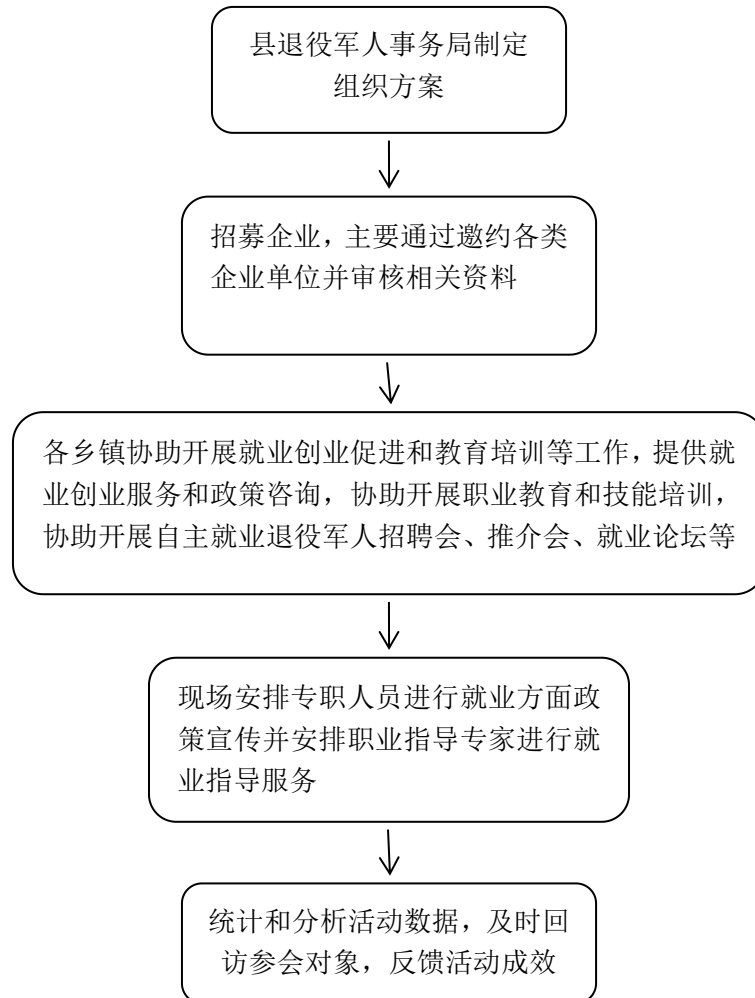 县退役军人事务局制定
组织方案
招募企业，主要通过邀约各类
企业单位并审核相关资料
各乡镇协助开展就业创业促进和教育培训等工作，提供就
业创业服务和政策咨询，协助开展职业教育和技能培训，
协助开展自主就业退役军人招聘会、推介会、就业论坛等
现场安排专职人员进行就业方面政
策宣传并安排职业指导专家进行就
业指导服务
统计和分析活动数据，及时回
访参会对象，反馈活动成效